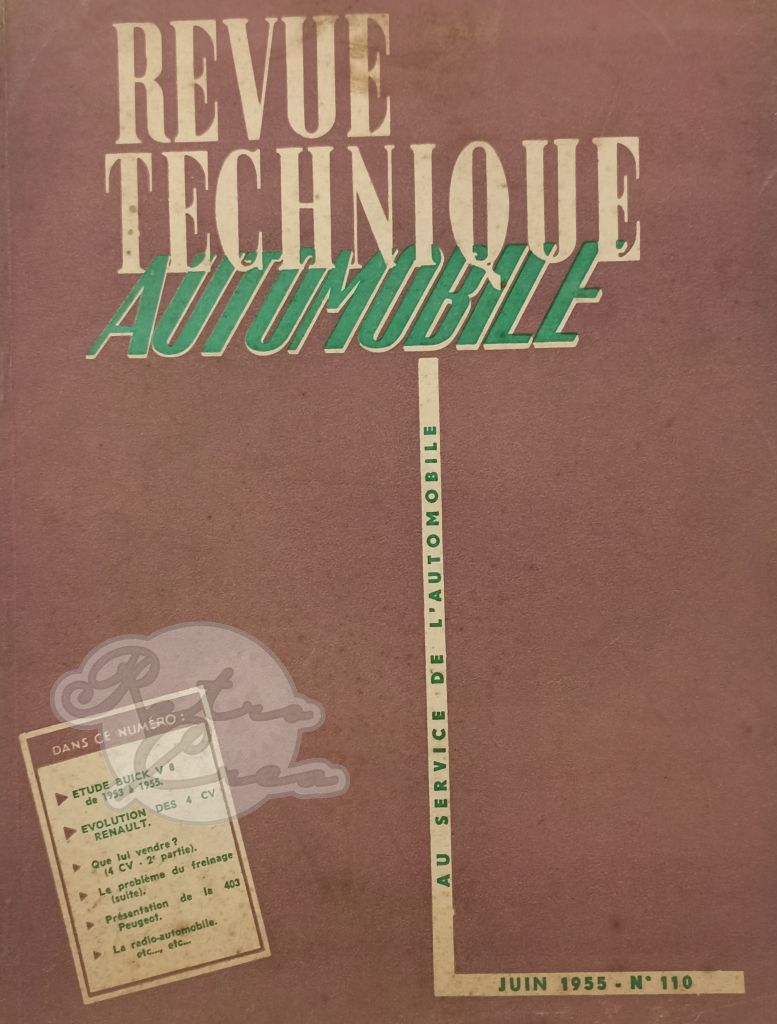 REVUE
TECHNIQUE
AUTOMOBILE
AU SERVICE DE L'AUTOMOBILE
Retro
Cuca
DANS CE NUMÉRO :
ETUDE BUICK V 8
de 1953 à 1955.
EVOLUTION DES 4 CV
RENAULT.
Que lui vendre ?
(4 CV - 2e partie).
Le problème du freinage
(suite).
Présentation de la 403
Peugeot.
La radio-automobile.
etc..., etc...
JUIN 1955 - N° 110